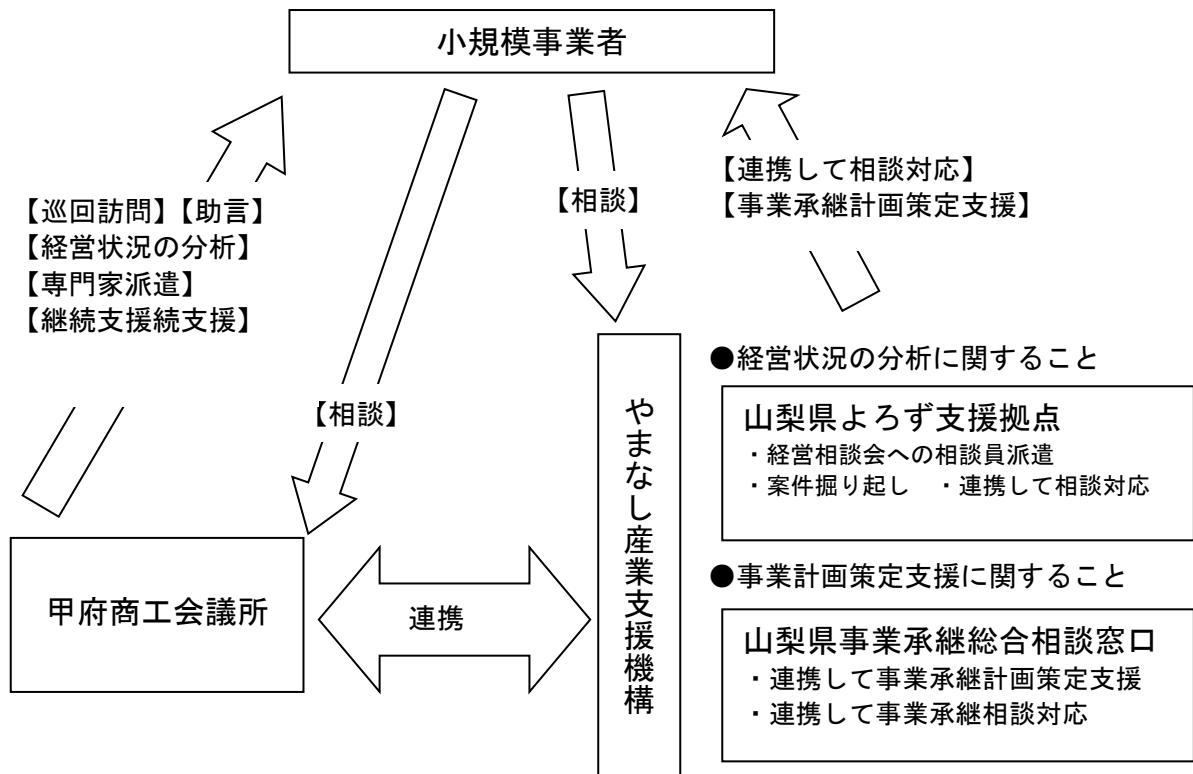 小規模事業者
【巡回訪問】【助言】
【経営状況の分析】
【専門家派遣】
【継続支援続支援】
【相談】
【相談】
【連携して相談対応】
【事業承継計画策定支援】
甲府商工会議所
連携
やまなし産業支援機構
●経営状況の分析に関すること
山梨県よろず支援拠点
・経営相談会への相談員派遣
・案件掘り起し　・連携して相談対応
●事業計画策定支援に関すること
山梨県事業承継総合相談窓口
・連携して事業承継計画策定支援
・連携して事業承継相談対応